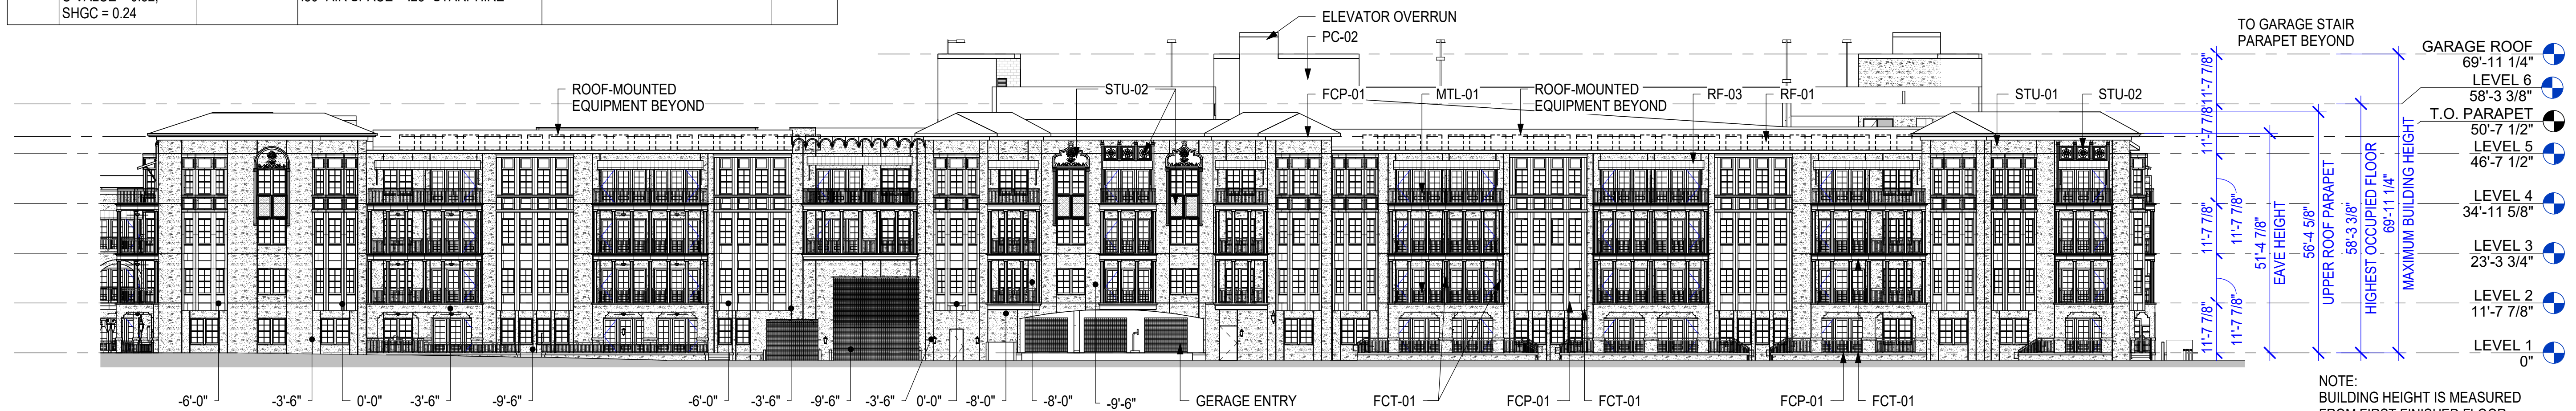 SHGC = 0.24
ELEVATOR OVERRUN
PC-02
TO GARAGE STAIR
PARAPET BEYOND
GARAGE ROOF
69'-11 1/4"
LEVEL 6
58'-3 3/8"
T.O. PARAPET
50'-7 1/2"
LEVEL 5
46'-7 1/2"
LEVEL 4
34'-11 5/8"
LEVEL 3
23'-3 3/4"
LEVEL 2
11'-7 7/8"
LEVEL 1
0"
ROOF-MOUNTED
EQUIPMENT BEYOND
STU-02
FCP-01
MTL-01
ROOF-MOUNTED
EQUIPMENT BEYOND
RF-03
RF-01
STU-01
STU-02
11'-7 7/8"
11'-7 7/8"
11'-7 7/8"
11'-7 7/8"
11'-7 7/8"
11'-7 7/8"
51'-4 7/8"
EAVE HEIGHT
56'-4 5/8"
UPPER ROOF PARAPET
58'-3 3/8"
HIGHEST OCCUPIED FLOOR
69'-11 1/4"
MAXIMUM BUILDING HEIGHT
-6'-0"
-3'-6"
0'-0"
-3'-6"
-9'-6"
-6'-0"
-3'-6"
-9'-6"
-3'-6"
0'-0"
-8'-0"
-8'-0"
-9'-6"
GERAGE ENTRY
FCT-01
FCP-01
FCT-01
FCP-01
FCT-01
NOTE:
BUILDING HEIGHT IS MEASURED
FROM FIRST FINISHED FLOOR